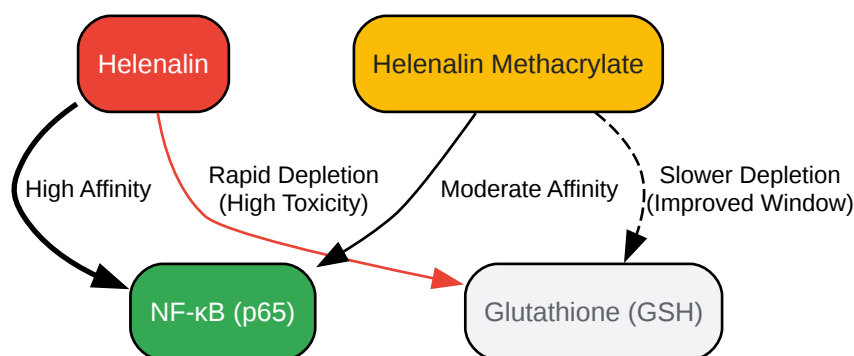 Helenalin
Helenalin Methacrylate
High Affinity
Rapid Depletion
(High Toxicity)
Moderate Affinity
Slower Depletion
(Improved Window)
NF-κB (p65)
Glutathione (GSH)